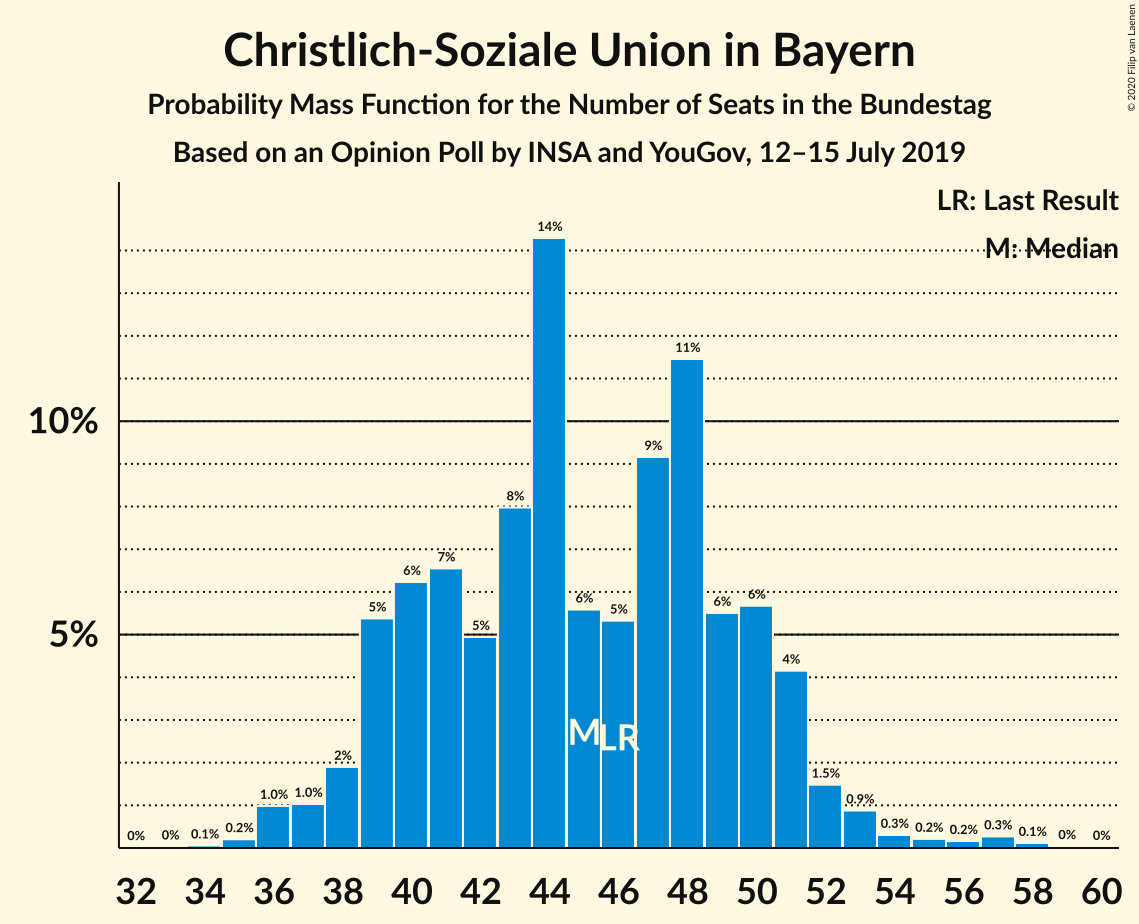 Christlich-Soziale Union in Bayern
Probability Mass Function for the Number of Seats in the Bundestag
Based on an Opinion Poll by INSA and YouGov, 12–15 July 2019
© 2020 Filip van Laenen
LR: Last Result
M: Median
10%
5%
0% 0% 0.1% 0.2% 1.0% 1.0% 2% 5% 6% 7% 5% 8% 14% 6% 5% 9% 11% 6% 6% 4% 1.5% 0.9% 0.3% 0.2% 0.2% 0.3% 0.1% 0% 0%
M LR
32 34 36 38 40 42 44 46 48 50 52 54 56 58 60